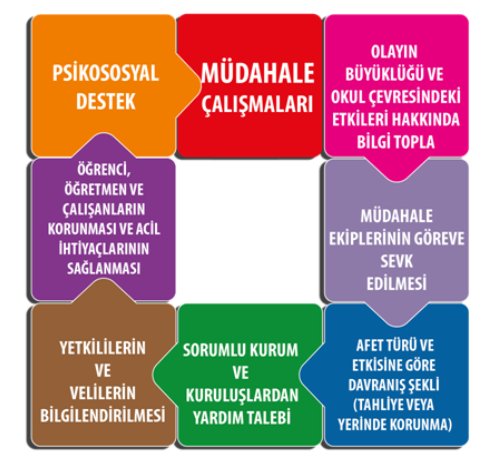 PSİKOSOSYAL
DESTEK
MÜDAHALE
ÇALIŞMALARI
OLAYIN
BÜYÜKLÜĞÜ VE
OKUL ÇEVRESİNDEKİ
ETKİLERİ HAKKINDA
BİLGİ TOPLA
MÜDAHALE
EKİPLERİNİN GÖREVE
SEVK
EDİLMESİ
AFET TÜRÜ VE
ETKİSİNE GÖRE
DAVRANIŞ ŞEKLİ
(TAHLİYE VEYA
YERİNDE KORUNMA)
SORUMLU KURUM
VE
KURULUŞLARDAN
YARDIM TALEBİ
YETKİLİLERİN
VE
VELİLERİN
BİLGİLENDİRİLMESİ
ÖĞRENCİ,
ÖĞRETMEN VE
ÇALIŞANLARIN
KORUNMASI VE ACİL
İHTİYAÇLARININ
SAĞLANMASI